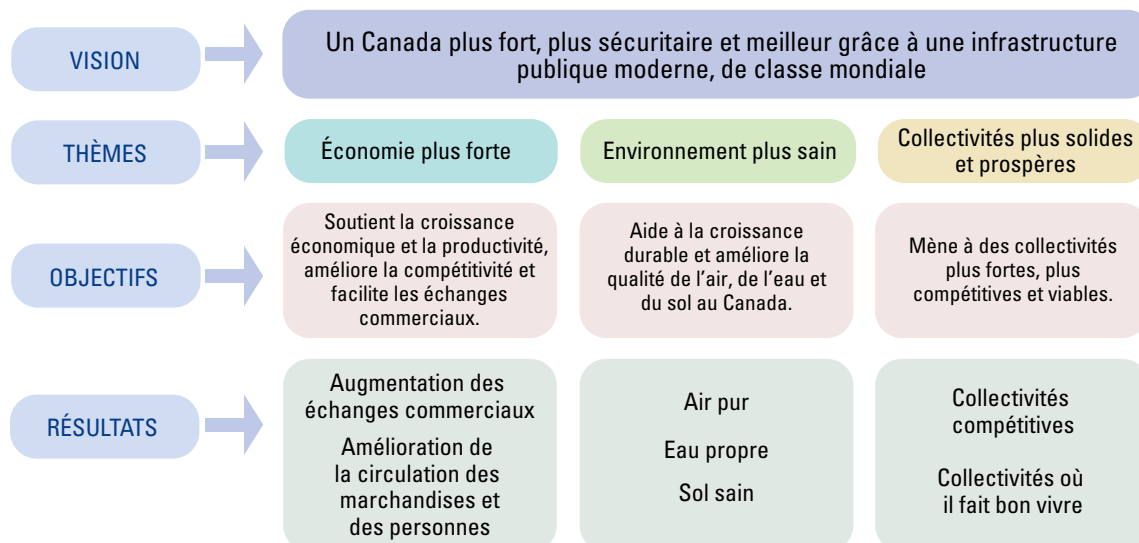 VISION
Un Canada plus fort, plus sécuritaire et meilleur grâce à une infrastructure
publique moderne, de classe mondiale
THÈMES
Économie plus forte
Environnement plus sain
Collectivités plus solides
et prospères
OBJECTIFS
Soutient la croissance
économique et la productivité,
améliore la compétitivité et
facilite les échanges
commerciaux.
Aide à la croissance
durable et améliore la
qualité de l'air, de l'eau et
du sol au Canada.
Mène à des collectivités
plus fortes, plus
compétitives et viables.
RÉSULTATS
Augmentation des
échanges commerciaux
Amélioration de
la circulation des
marchandises et
des personnes
Air pur
Eau propre
Sol sain
Collectivités
compétitives
Collectivités où
il fait bon vivre